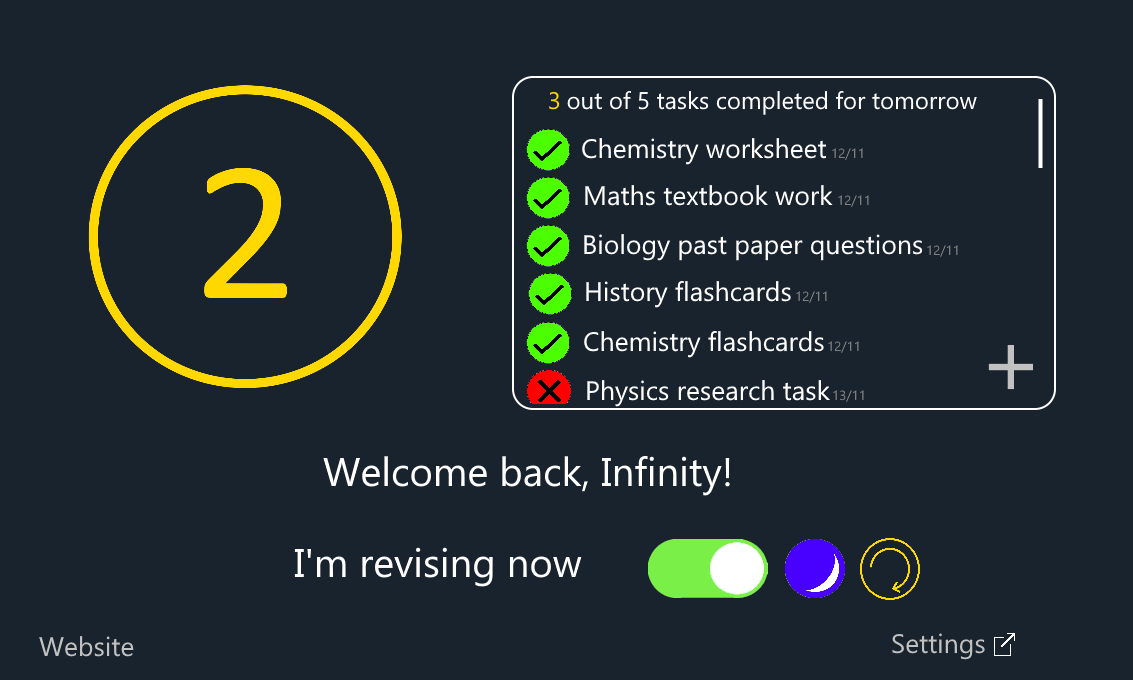 2
3 out of 5 tasks completed for tomorrow
Chemistry worksheet 12/11
Maths textbook work 12/11
Biology past paper questions 12/11
History flashcards 12/11
Chemistry flashcards 12/11
Physics research task 13/11
Welcome back, Infinity!
I'm revising now
Website
Settings